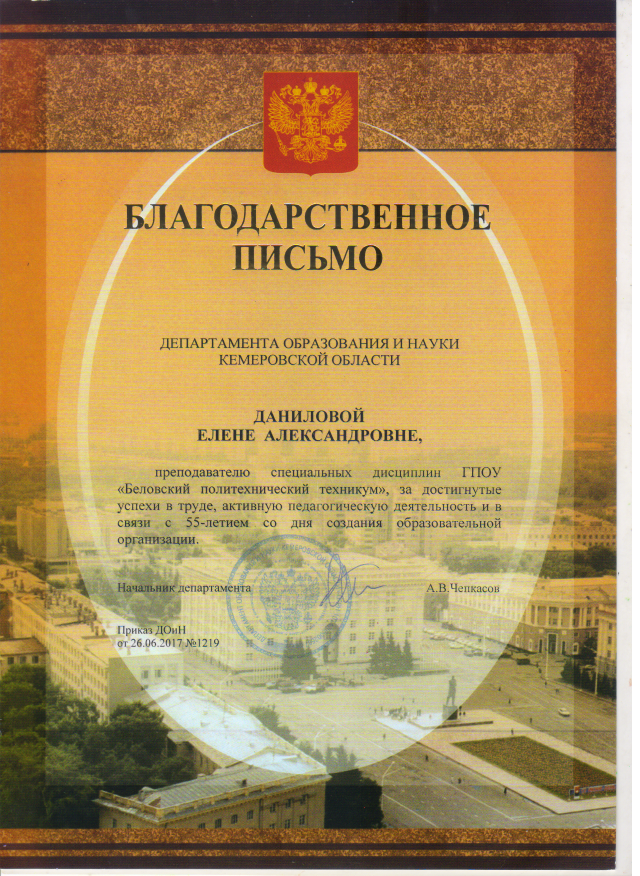 БЛАГОДАРСТВЕННОЕ
ПИСЬМО
ДЕПАРТАМЕНТА ОБРАЗОВАНИЯ И НАУКИ
КЕМЕРОВСКОЙ ОБЛАСТИ
ДАНИЛОВОЙ
ЕЛЕНЕ АЛЕКСАНДРОВНЕ,
преподавателю специальных дисциплин ГПОУ
«Беловский политехнический техникум», за достигнутые
успехи в труде, активную педагогическую деятельность и в
связи с 55-летием со дня создания образовательной
организации.
Начальник департамента А.В.Чепкасов
Приказ ДОиН
от 26.06.2017 №1219